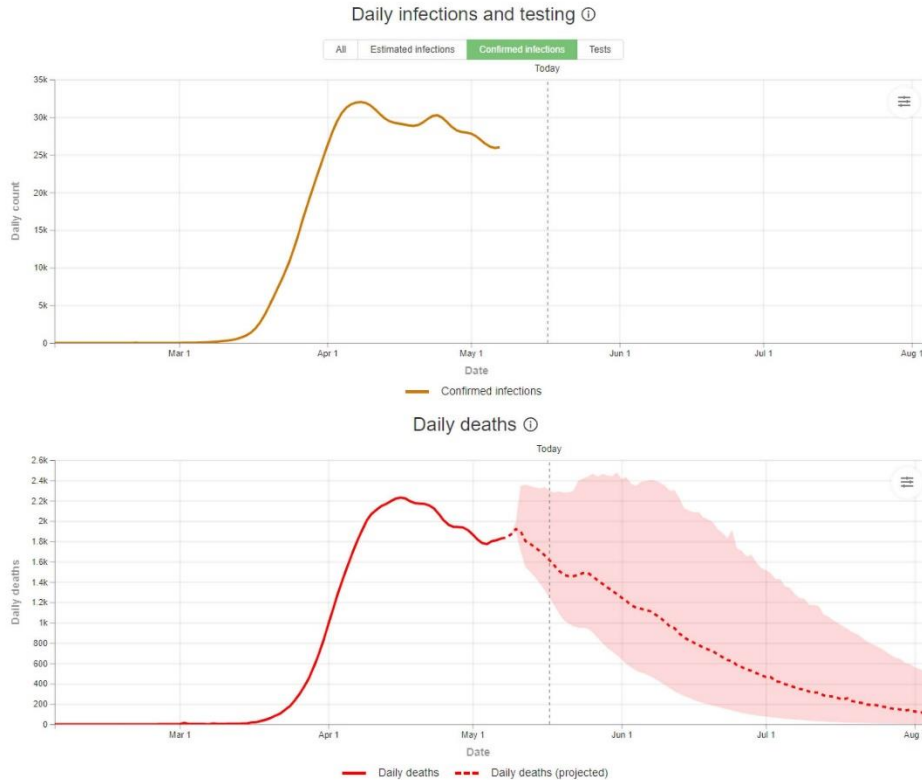 Daily infections and testing ⓘ
All Estimated infections Confirmed infections Tests
Today
35k
30k
25k
20k
15k
10k
5k
0
Daily count
Mar 1 Apr 1 May 1 Jun 1 Jul 1 Aug 1
Date
Confirmed infections
Daily deaths ⓘ
Today
2.6k
2.4k
2.2k
2k
1.8k
1.6k
1.4k
1.2k
1k
800
600
400
200
0
Daily deaths
Mar 1 Apr 1 May 1 Jun 1 Jul 1 Aug
Date
Daily deaths Daily deaths (projected)